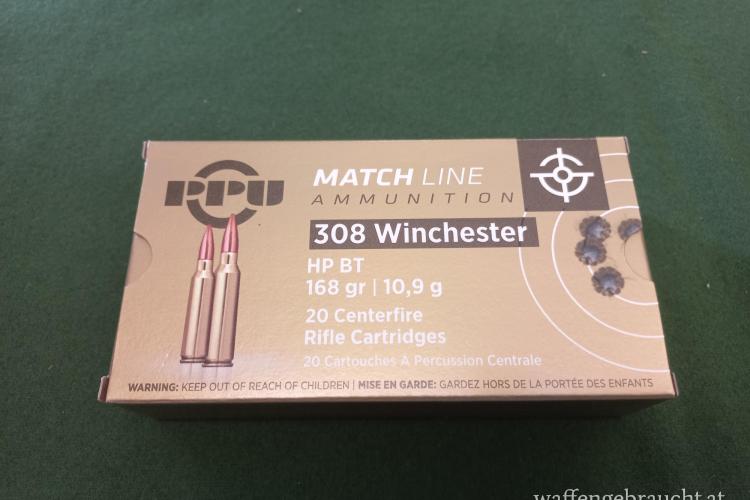 PPU
MATCH LINE
AMMUNITION
308 Winchester
HP BT
168 gr | 10,9 g
20 Centerfire
Rifle Cartridges
20 Cartouches À Percussion Centrale
WARNING: KEEP OUT OF REACH OF CHILDREN | MISE EN GARDE: GARDEZ HORS DE LA PORTÉE DES ENFANTS
waffengebraucht.at